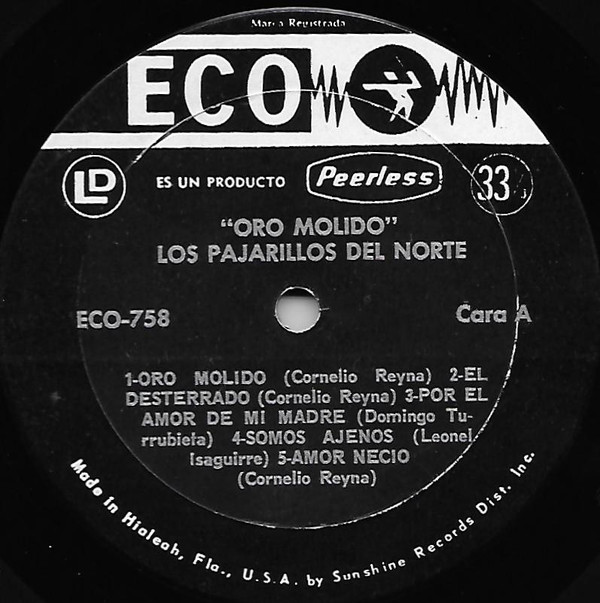 Marca Registrada
ECO
LD
ES UN PRODUCTO Peerless 33⅓
"ORO MOLIDO"
LOS PAJARILLOS DEL NORTE
ECO-758 Cara A
1-ORO MOLIDO (Cornelio Reyna) 2-EL
DESTERRADO (Cornelio Reyna) 3-POR EL
AMOR DE MI MADRE (Domingo Tu-
rrubieta) 4-SOMOS AJENOS (Leonel
Isaguirre) 5-AMOR NECIO
(Cornelio Reyna)
Made in Hialeah, Fla., U.S.A. by Sunshine Records Dist. Inc.